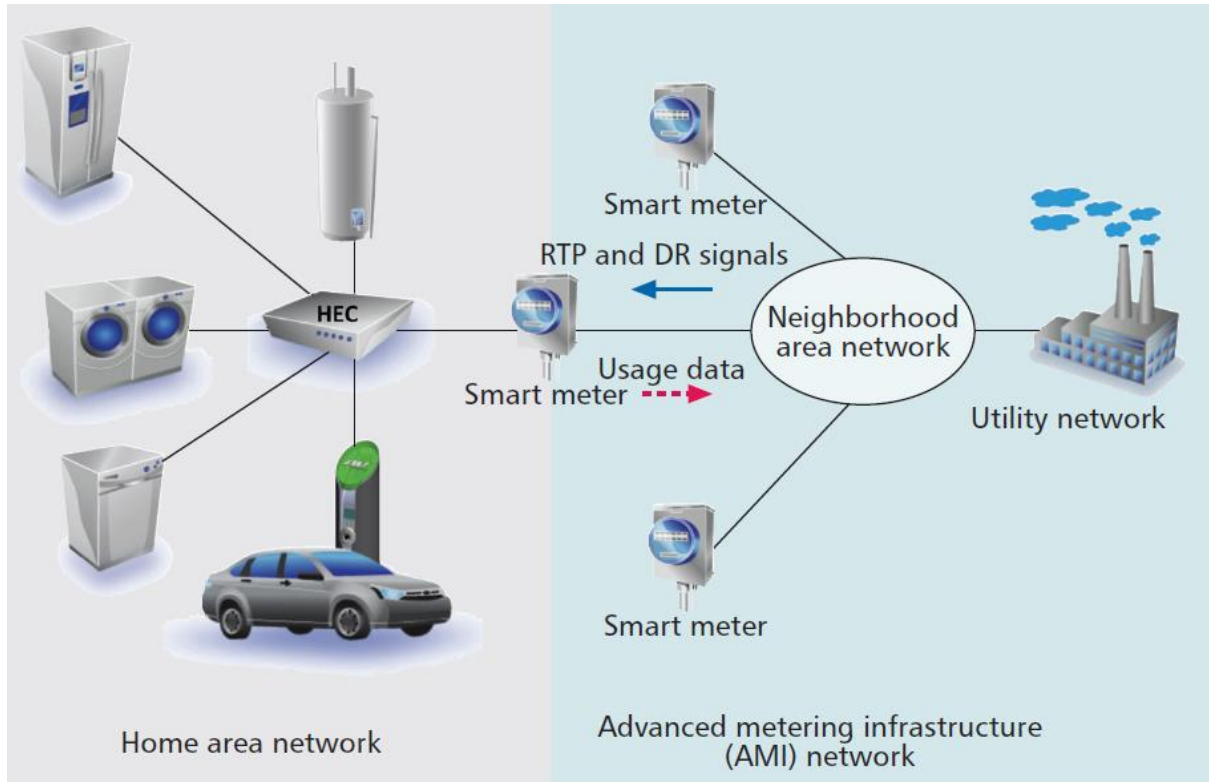 Smart meter
RTP and DR signals
HEC
Neighborhood
area network
Usage data
Smart meter
Utility network
Smart meter
Home area network
Advanced metering infrastructure
(AMI) network